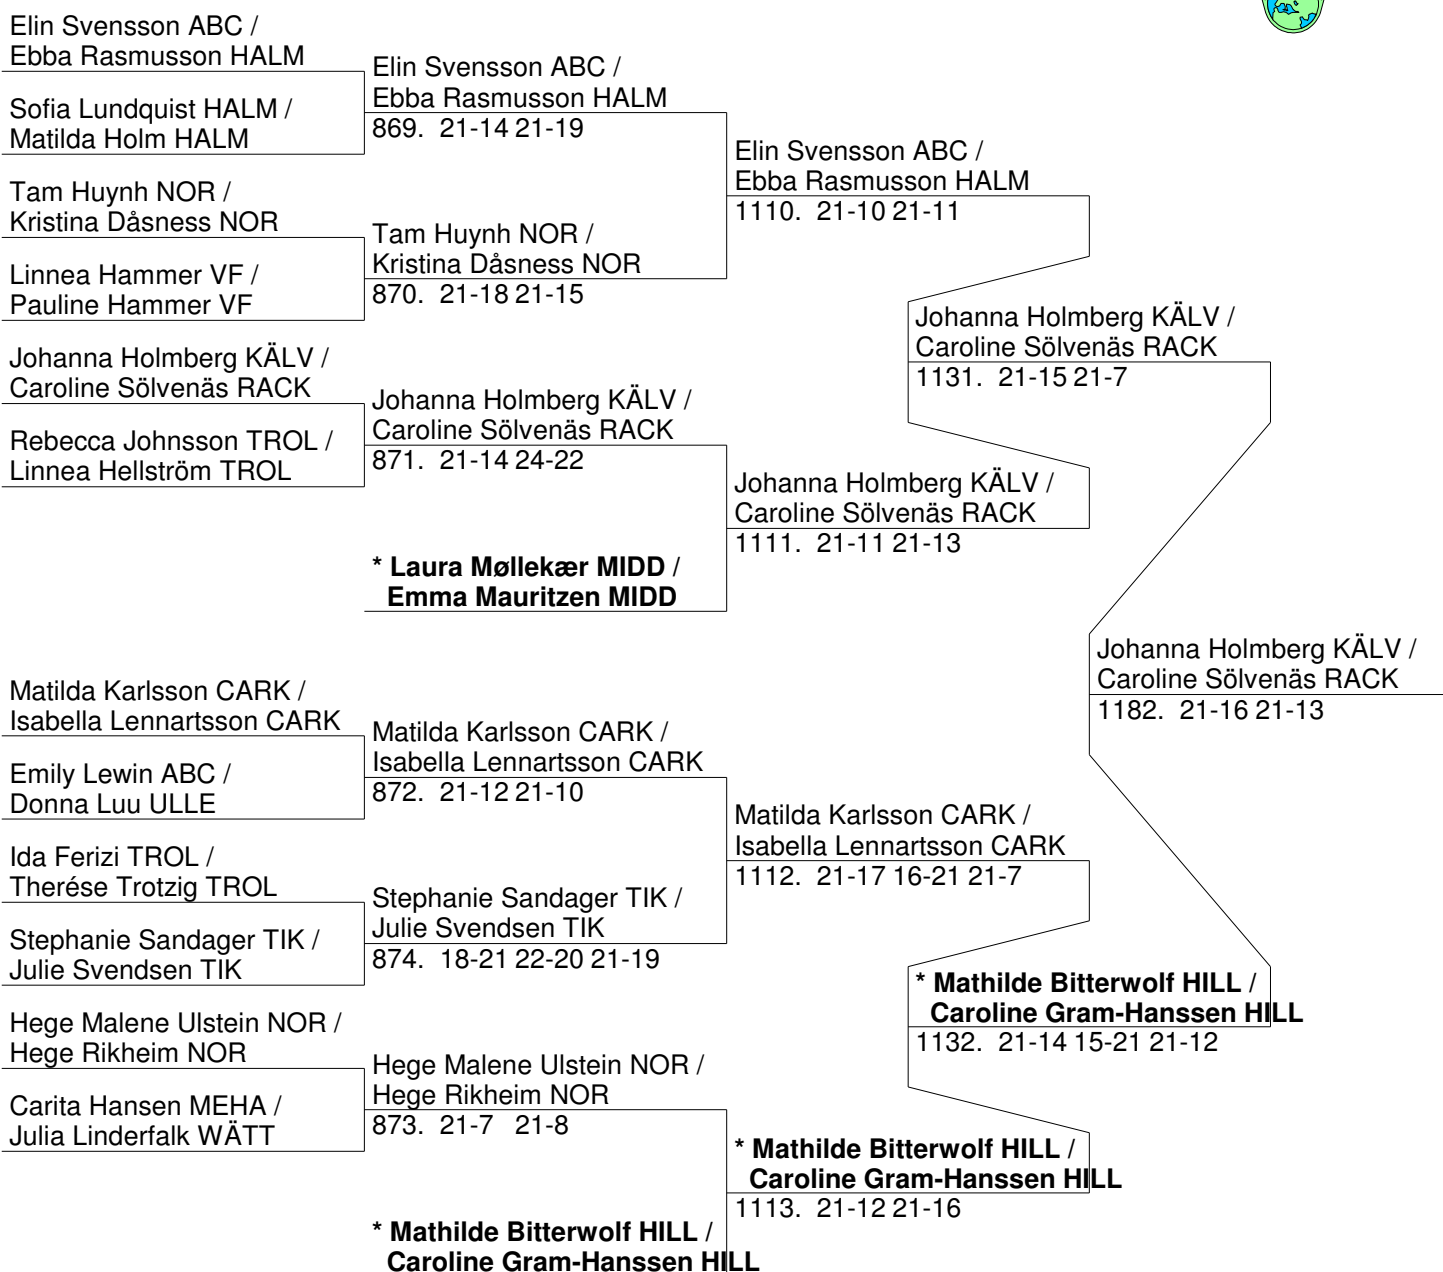 Elin Svensson ABC /
Ebba Rasmusson HALM
Sofia Lundquist HALM /
Matilda Holm HALM
Tam Huynh NOR /
Kristina Dåsness NOR
Linnea Hammer VF /
Pauline Hammer VF
Johanna Holmberg KÄLV /
Caroline Sölvenäs RACK
Rebecca Johnsson TROL /
Linnea Hellström TROL
Matilda Karlsson CARK /
Isabella Lennartsson CARK
Emily Lewin ABC /
Donna Luu ULLE
Ida Ferizi TROL /
Therése Trotzig TROL
Stephanie Sandager TIK /
Julie Svendsen TIK
Hege Malene Ulstein NOR /
Hege Rikheim NOR
Carita Hansen MEHA /
Julia Linderfalk WÄTT
Elin Svensson ABC /
Ebba Rasmusson HALM
869. 21-14 21-19
Tam Huynh NOR /
Kristina Dåsness NOR
870. 21-18 21-15
Johanna Holmberg KÄLV /
Caroline Sölvenäs RACK
871. 21-14 24-22
* Laura Møllekær MIDD /
Emma Mauritzen MIDD
Matilda Karlsson CARK /
Isabella Lennartsson CARK
872. 21-12 21-10
Stephanie Sandager TIK /
Julie Svendsen TIK
874. 18-21 22-20 21-19
Hege Malene Ulstein NOR /
Hege Rikheim NOR
873. 21-7 21-8
* Mathilde Bitterwolf HILL /
Caroline Gram-Hanssen HILL
Elin Svensson ABC /
Ebba Rasmusson HALM
1110. 21-10 21-11
Johanna Holmberg KÄLV /
Caroline Sölvenäs RACK
1111. 21-11 21-13
Matilda Karlsson CARK /
Isabella Lennartsson CARK
1112. 21-17 16-21 21-7
* Mathilde Bitterwolf HILL /
Caroline Gram-Hanssen HILL
1113. 21-12 21-16
Johanna Holmberg KÄLV /
Caroline Sölvenäs RACK
1131. 21-15 21-7
* Mathilde Bitterwolf HILL /
Caroline Gram-Hanssen HILL
1132. 21-14 15-21 21-12
Johanna Holmberg KÄLV /
Caroline Sölvenäs RACK
1182. 21-16 21-13